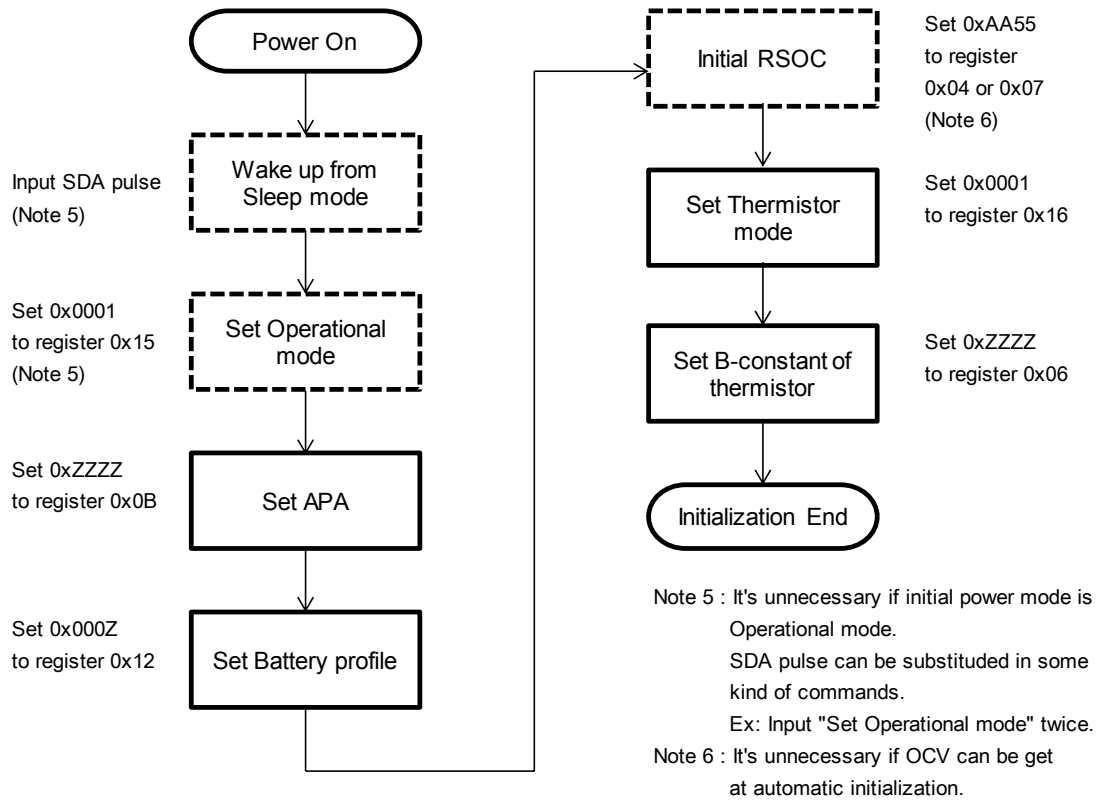 Power On
Input SDA pulse
(Note 5)
Wake up from
Sleep mode
Set 0x0001
to register 0x15
(Note 5)
Set Operational
mode
Set 0xZZZZ
to register 0x0B
Set APA
Set 0x000Z
to register 0x12
Set Battery profile
Initial RSOC
Set 0xAA55
to register
0x04 or 0x07
(Note 6)
Set Thermistor
mode
Set 0x0001
to register 0x16
Set B-constant of
thermistor
Set 0xZZZZ
to register 0x06
Initialization End
Note 5 : It's unnecessary if initial power mode is
Operational mode.
SDA pulse can be substituded in some
kind of commands.
Ex: Input "Set Operational mode" twice.
Note 6 : It's unnecessary if OCV can be get
at automatic initialization.